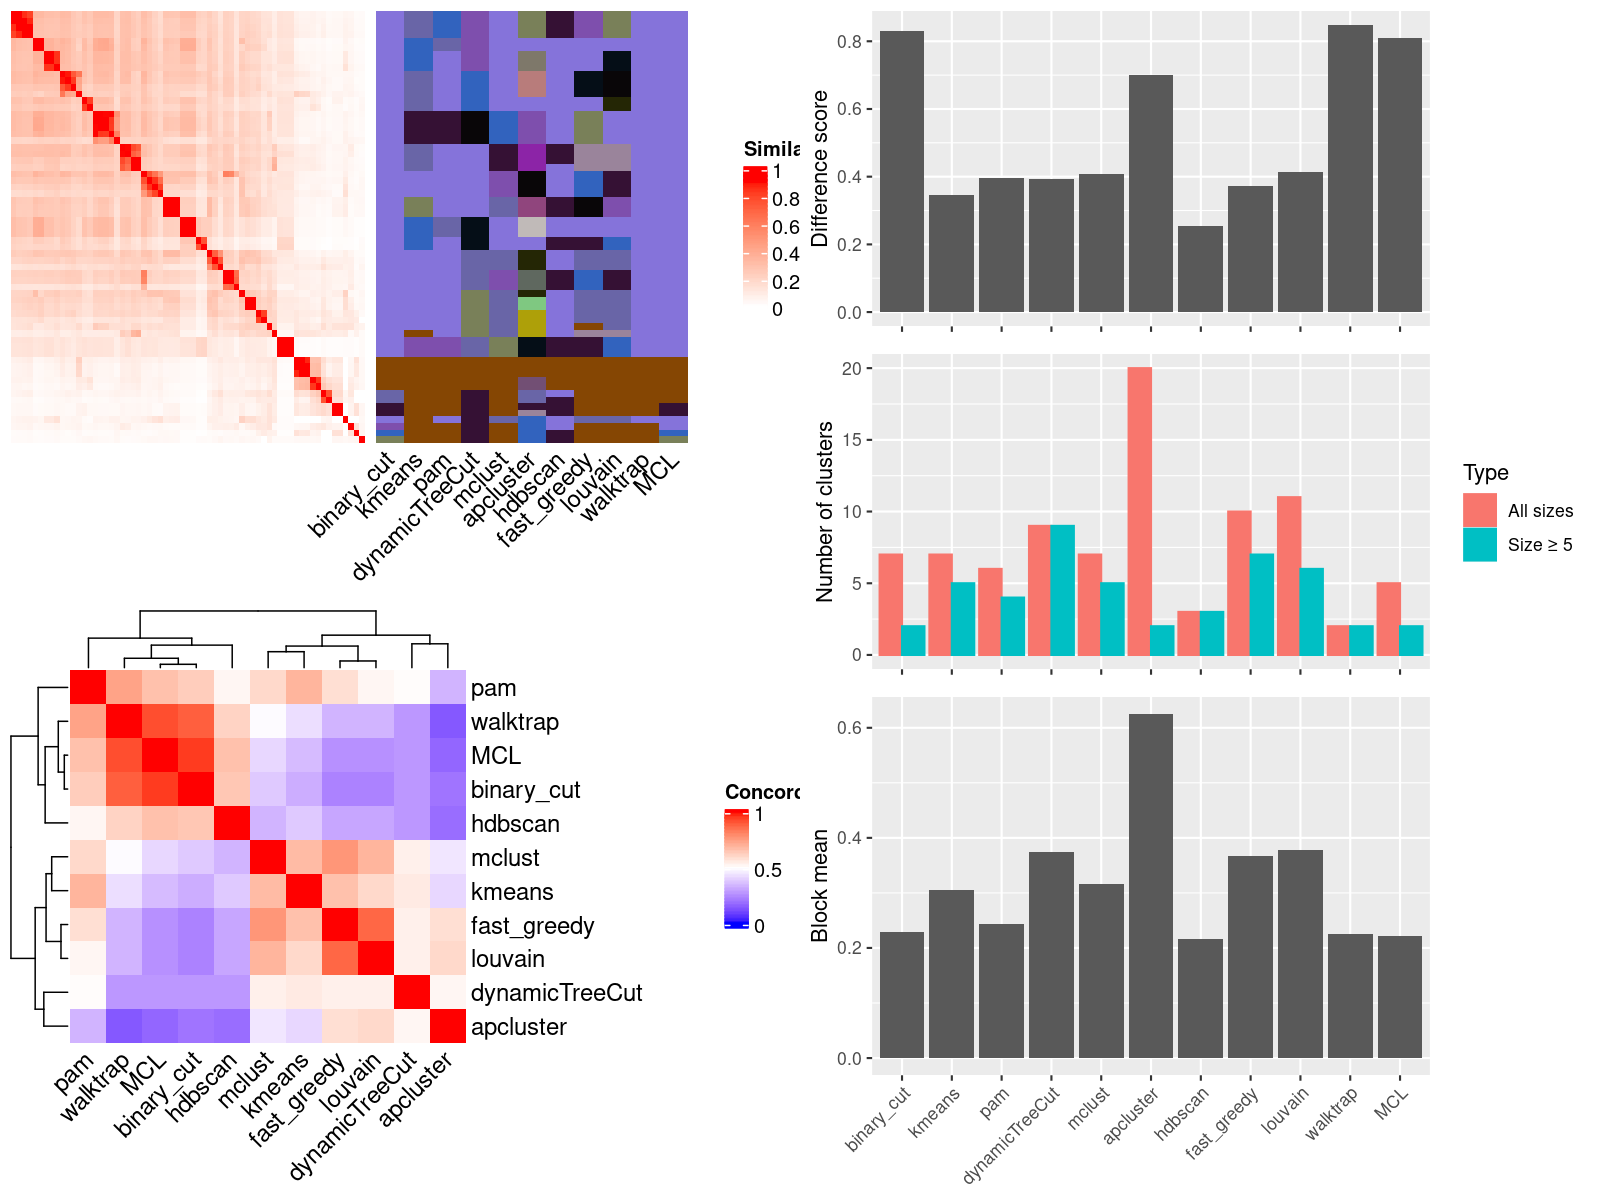 Simila
1
0.8
0.6
0.4
0.2
0
binary_cut
kmeans
pam
dynamicTreeCut
mclust
apcluster
hdbscan
fast_greedy
louvain
walktrap
MCL
pam
walktrap
MCL
binary_cut
hdbscan
mclust
kmeans
fast_greedy
louvain
dynamicTreeCut
apcluster
pam
walktrap
MCL
binary_cut
hdbscan
mclust
kmeans
fast_greedy
louvain
dynamicTreeCut
apcluster
Concord
1
0.5
0
Difference score
0.8
0.6
0.4
0.2
0.0
Number of clusters
20
15
10
5
0
Type
All sizes
Size ≥ 5
Block mean
0.6
0.4
0.2
0.0
binary_cut
kmeans
pam
dynamicTreeCut
mclust
apcluster
hdbscan
fast_greedy
louvain
walktrap
MCL